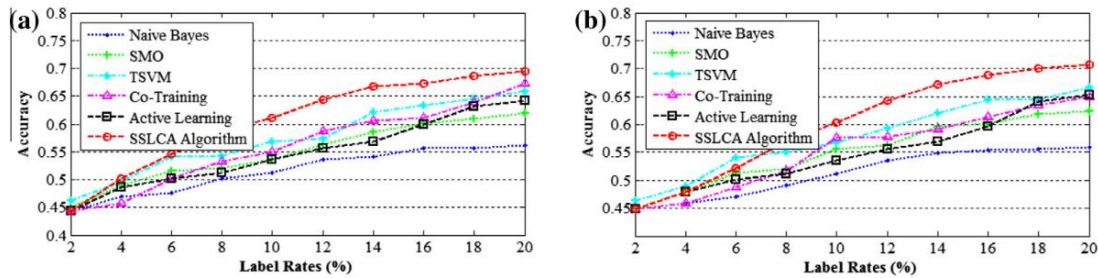 (a)
Accuracy
0.8
0.75
0.7
0.65
0.6
0.55
0.5
0.45
0.4
Naive Bayes
SMO
TSVM
Co-Training
Active Learning
SSLCA Algorithm
2 4 6 8 10 12 14 16 18 20
Label Rates (%)
(b)
Accuracy
0.8
0.75
0.7
0.65
0.6
0.55
0.5
0.45
0.4
Naive Bayes
SMO
TSVM
Co-Training
Active Learning
SSLCA Algorithm
2 4 6 8 10 12 14 16 18 20
Label Rates (%)